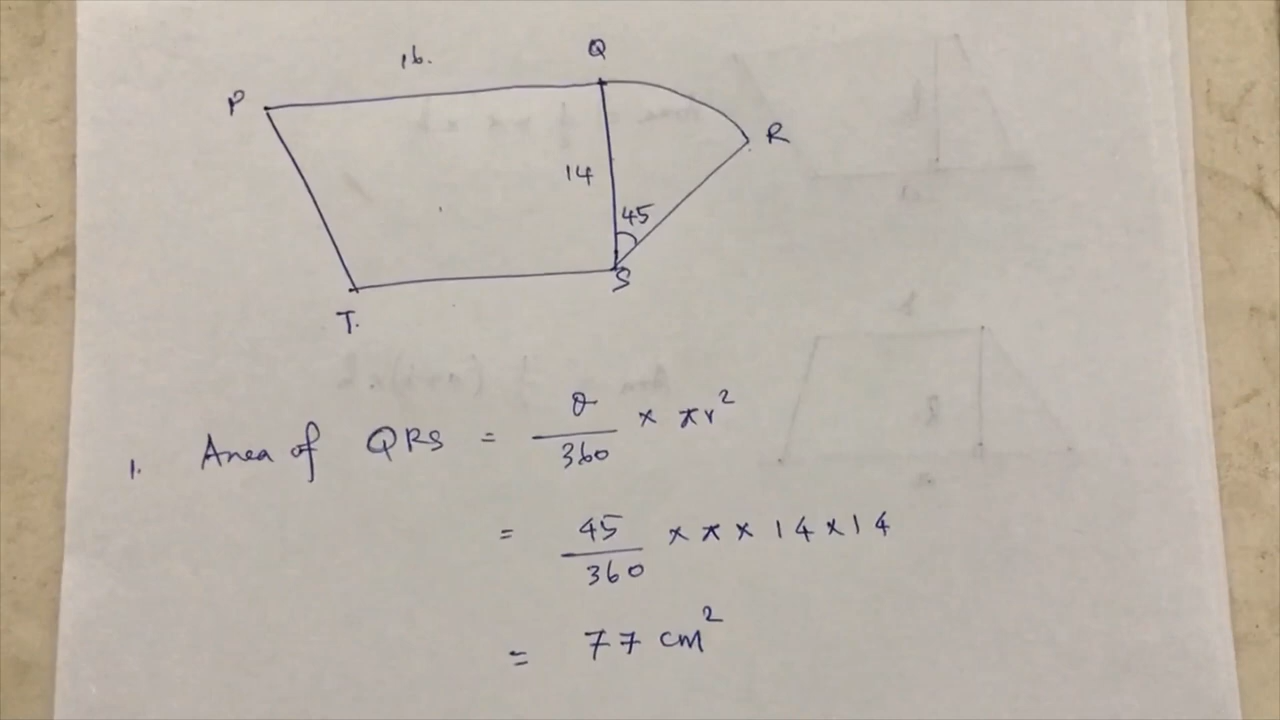 16.
Q
P
R
14
45
S
T.
1. Area of QRS = θ/360 × πr²
= 45/360 × π × 14 × 14
= 77 cm²